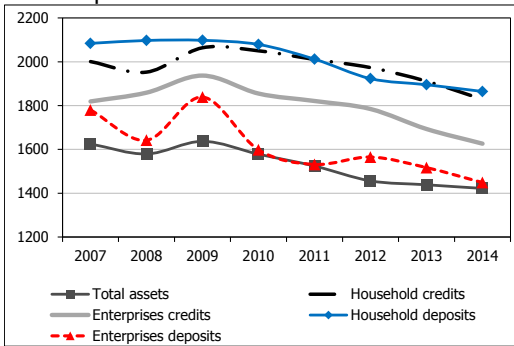 2200
2000
1800
1600
1400
1200
2007 2008 2009 2010 2011 2012 2013 2014
Total assets Household credits
Enterprises credits Household deposits
Enterprises deposits